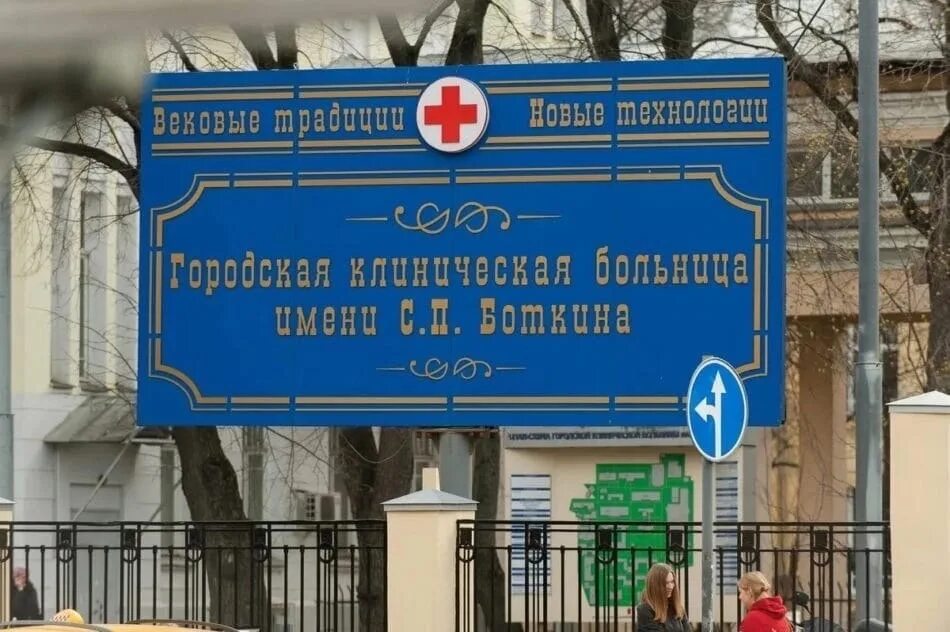 Вековые традиции Новые технологии
Городская клиническая больница
имени С.П. Боткина